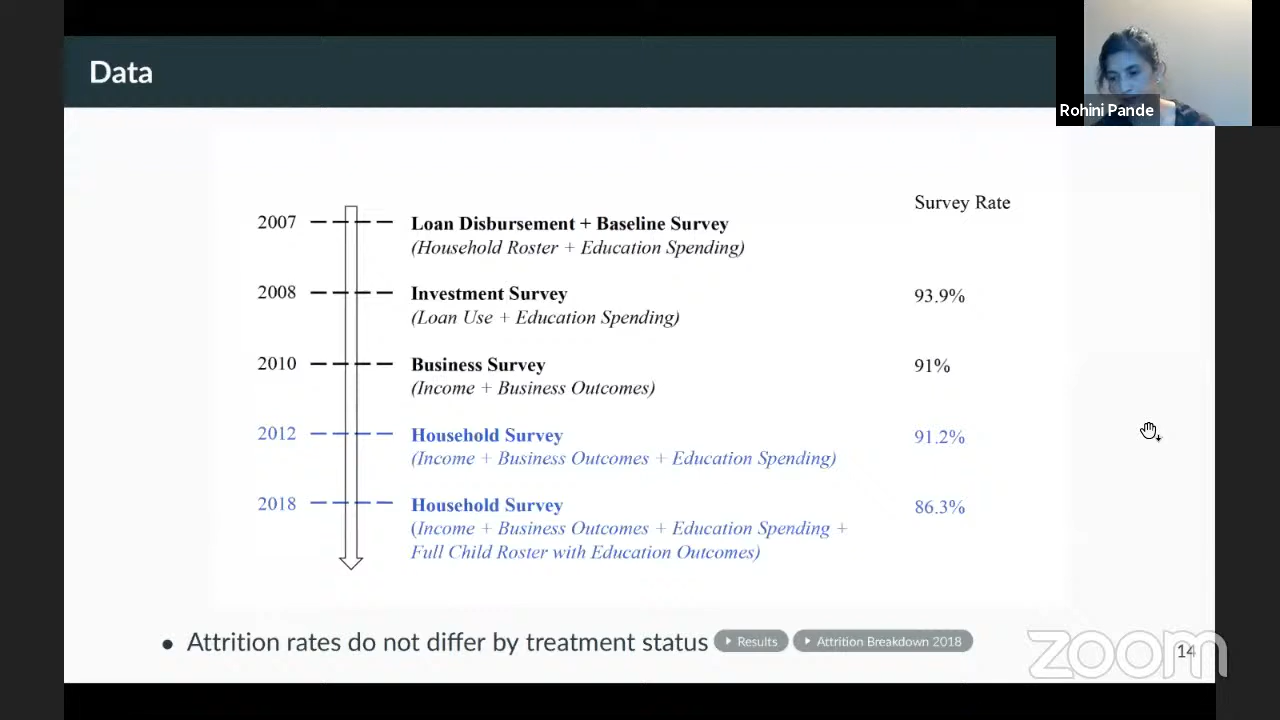 Data
Rohini Pande
Survey Rate
2007 Loan Disbursement + Baseline Survey
(Household Roster + Education Spending)
2008 Investment Survey 93.9%
(Loan Use + Education Spending)
2010 Business Survey 91%
(Income + Business Outcomes)
2012 Household Survey 91.2%
(Income + Business Outcomes + Education Spending)
2018 Household Survey 86.3%
(Income + Business Outcomes + Education Spending +
Full Child Roster with Education Outcomes)
• Attrition rates do not differ by treatment status Results Attrition Breakdown 2018
zoom
14